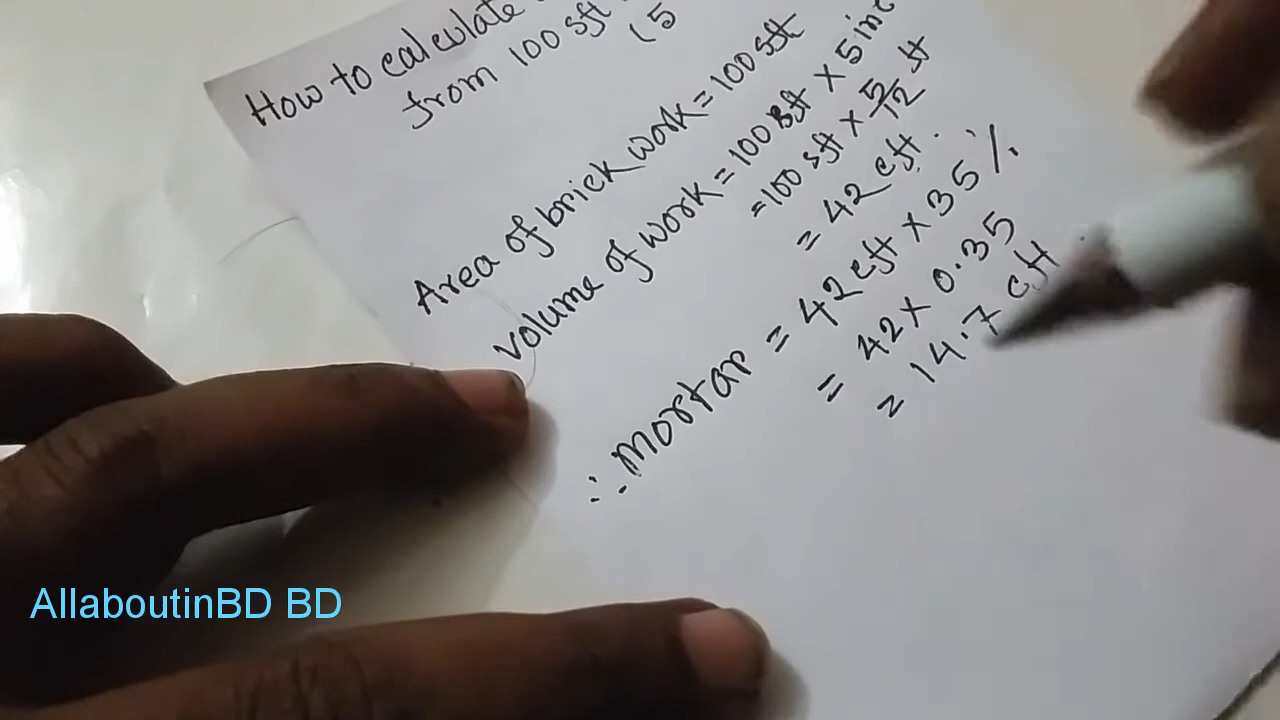 How to calculate
from 100 sft
(5
Area of brick work = 100 sft
Volume of work = 100 sft × 5 inc
= 100 sft × 5/12 ft
= 42 cft.
∴ Mortar = 42 cft × 35%
= 42 × 0.35
= 14.7 cft
AllaboutinBD BD